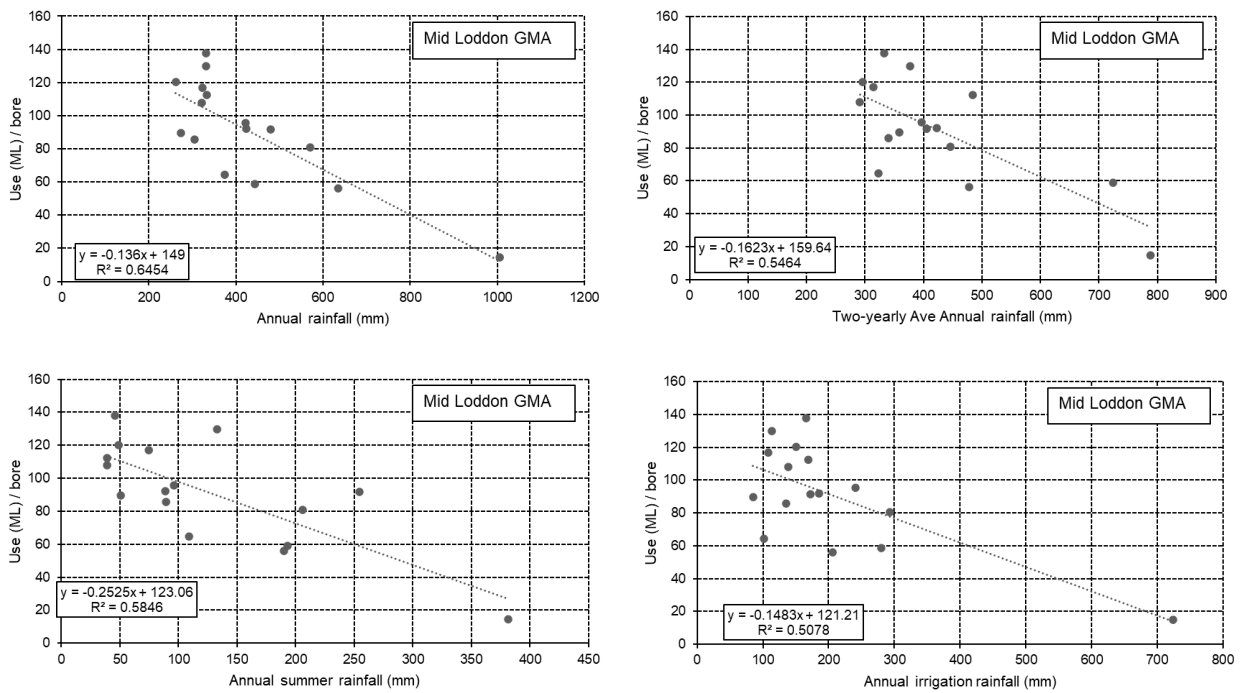 Mid Loddon GMA
Use (ML) / bore
160
140
120
100
80
60
40
20
0
y = -0.136x + 149
R² = 0.6454
0 200 400 600 800 1000 1200
Annual rainfall (mm)
Mid Loddon GMA
Use (ML) / bore
160
140
120
100
80
60
40
20
0
y = -0.1623x + 159.64
R² = 0.5464
0 100 200 300 400 500 600 700 800 900
Two-yearly Ave Annual rainfall (mm)
Mid Loddon GMA
Use (ML) / bore
160
140
120
100
80
60
40
20
0
y = -0.2525x + 123.06
R² = 0.5846
0 50 100 150 200 250 300 350 400 450
Annual summer rainfall (mm)
Mid Loddon GMA
Use (ML) / bore
160
140
120
100
80
60
40
20
0
y = -0.1483x + 121.21
R² = 0.5078
0 100 200 300 400 500 600 700 800
Annual irrigation rainfall (mm)